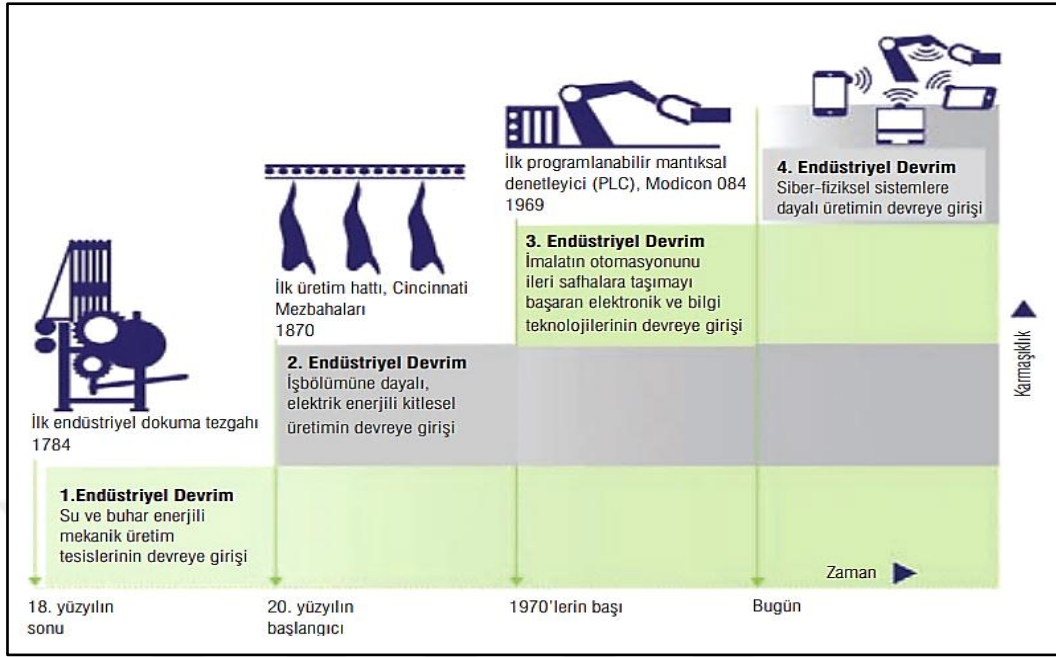 İlk endüstriyel dokuma tezgahı
1784
1.Endüstriyel Devrim
Su ve buhar enerjili
mekanik üretim
tesislerinin devreye girişi
18. yüzyılın
sonu
İlk üretim hattı, Cincinnati
Mezbahaları
1870
2. Endüstriyel Devrim
İşbölümüne dayalı,
elektrik enerjili kitlesel
üretimin devreye girişi
20. yüzyılın
başlangıcı
İlk programlanabilir mantıksal
denetleyici (PLC), Modicon 084
1969
3. Endüstriyel Devrim
İmalatın otomasyonunu
ileri safhalara taşımayı
başaran elektronik ve bilgi
teknolojilerinin devreye girişi
1970'lerin başı
4. Endüstriyel Devrim
Siber-fiziksel sistemlere
dayalı üretimin devreye girişi
Bugün
Zaman
Karmaşıklık